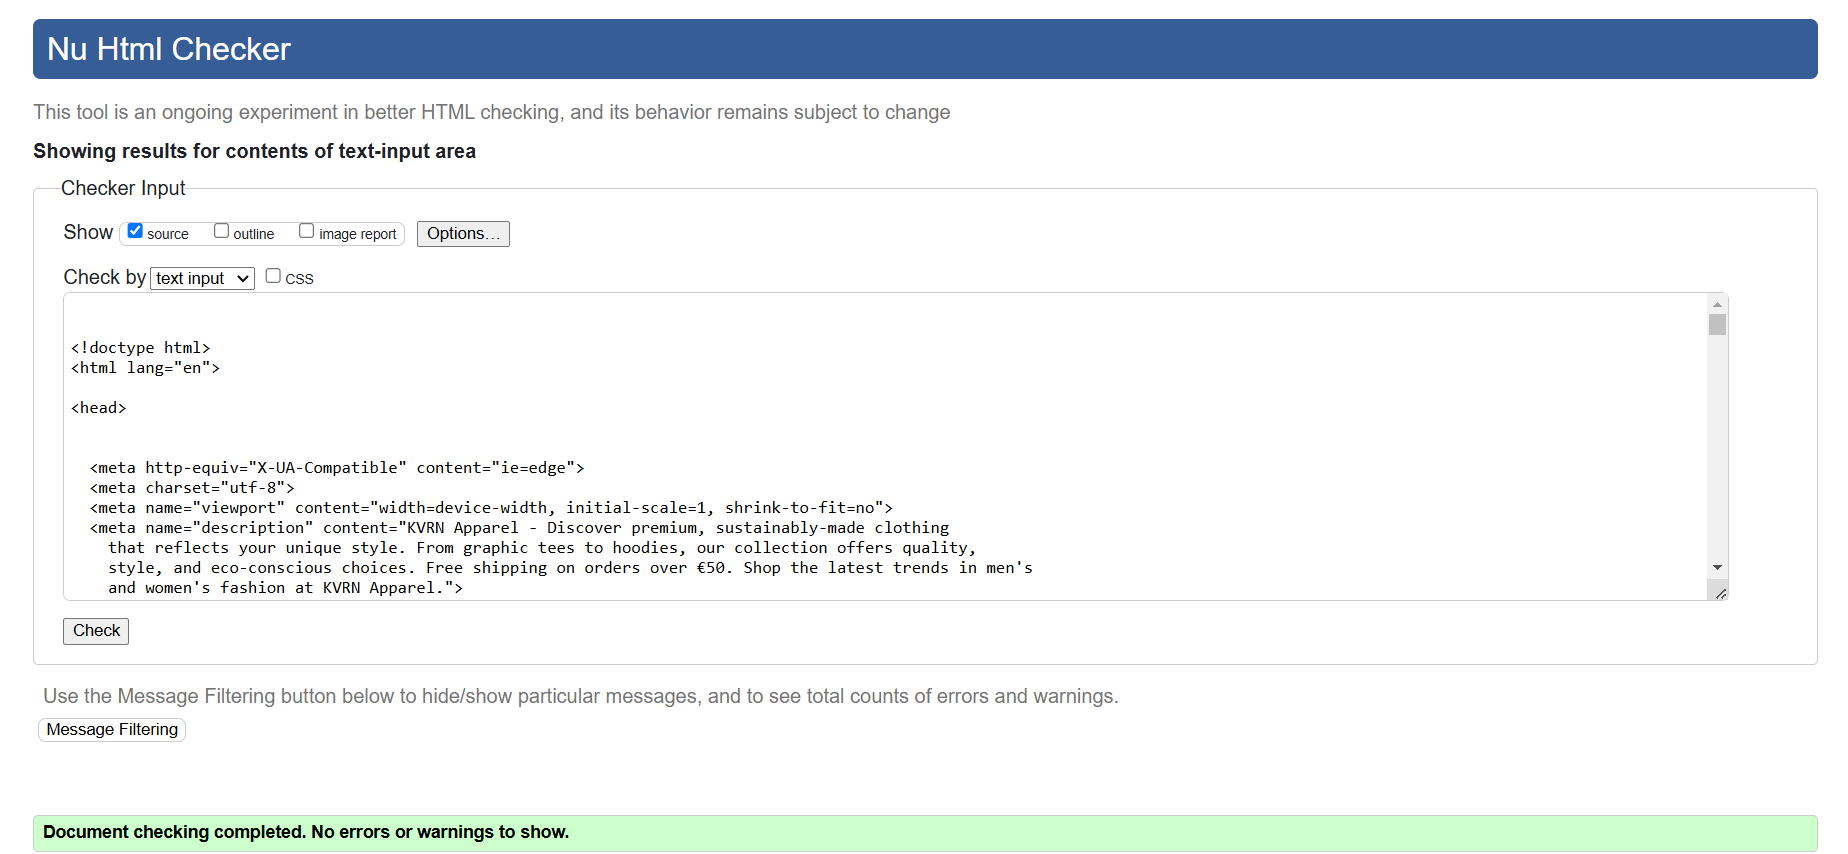 Nu Html Checker
This tool is an ongoing experiment in better HTML checking, and its behavior remains subject to change
Showing results for contents of text-input area
Checker Input
Show source outline image report Options...
Check by text input CSS
<!doctype html>
<html lang="en">
<head>
<meta http-equiv="X-UA-Compatible" content="ie=edge">
<meta charset="utf-8">
<meta name="viewport" content="width=device-width, initial-scale=1, shrink-to-fit=no">
<meta name="description" content="KVRN Apparel - Discover premium, sustainably-made clothing
that reflects your unique style. From graphic tees to hoodies, our collection offers quality,
style, and eco-conscious choices. Free shipping on orders over €50. Shop the latest trends in men's
and women's fashion at KVRN Apparel.">
Check
Use the Message Filtering button below to hide/show particular messages, and to see total counts of errors and warnings.
Message Filtering
Document checking completed. No errors or warnings to show.